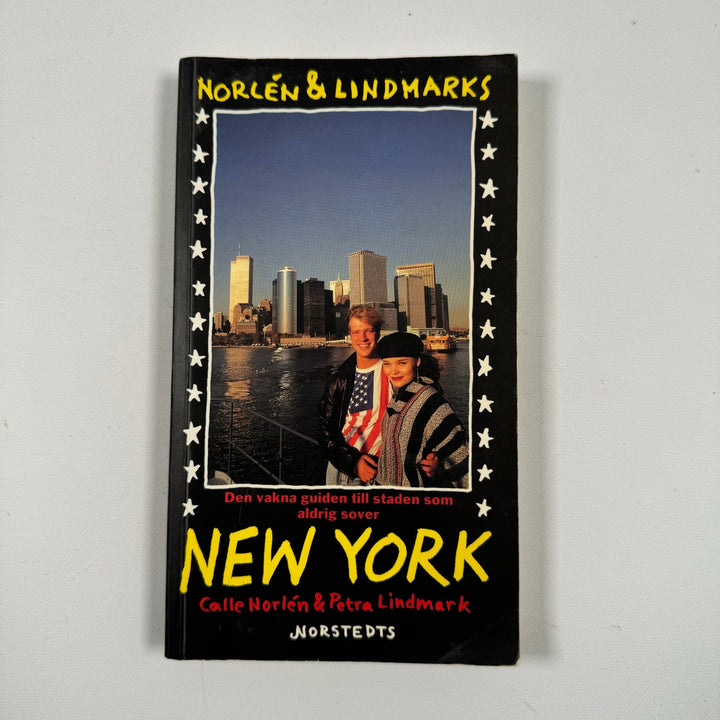 NORLÉN & LINDMARKS
Den vakna guiden till staden som
aldrig sover
NEW YORK
Calle Norlén & Petra Lindmark
NORSTEDTS